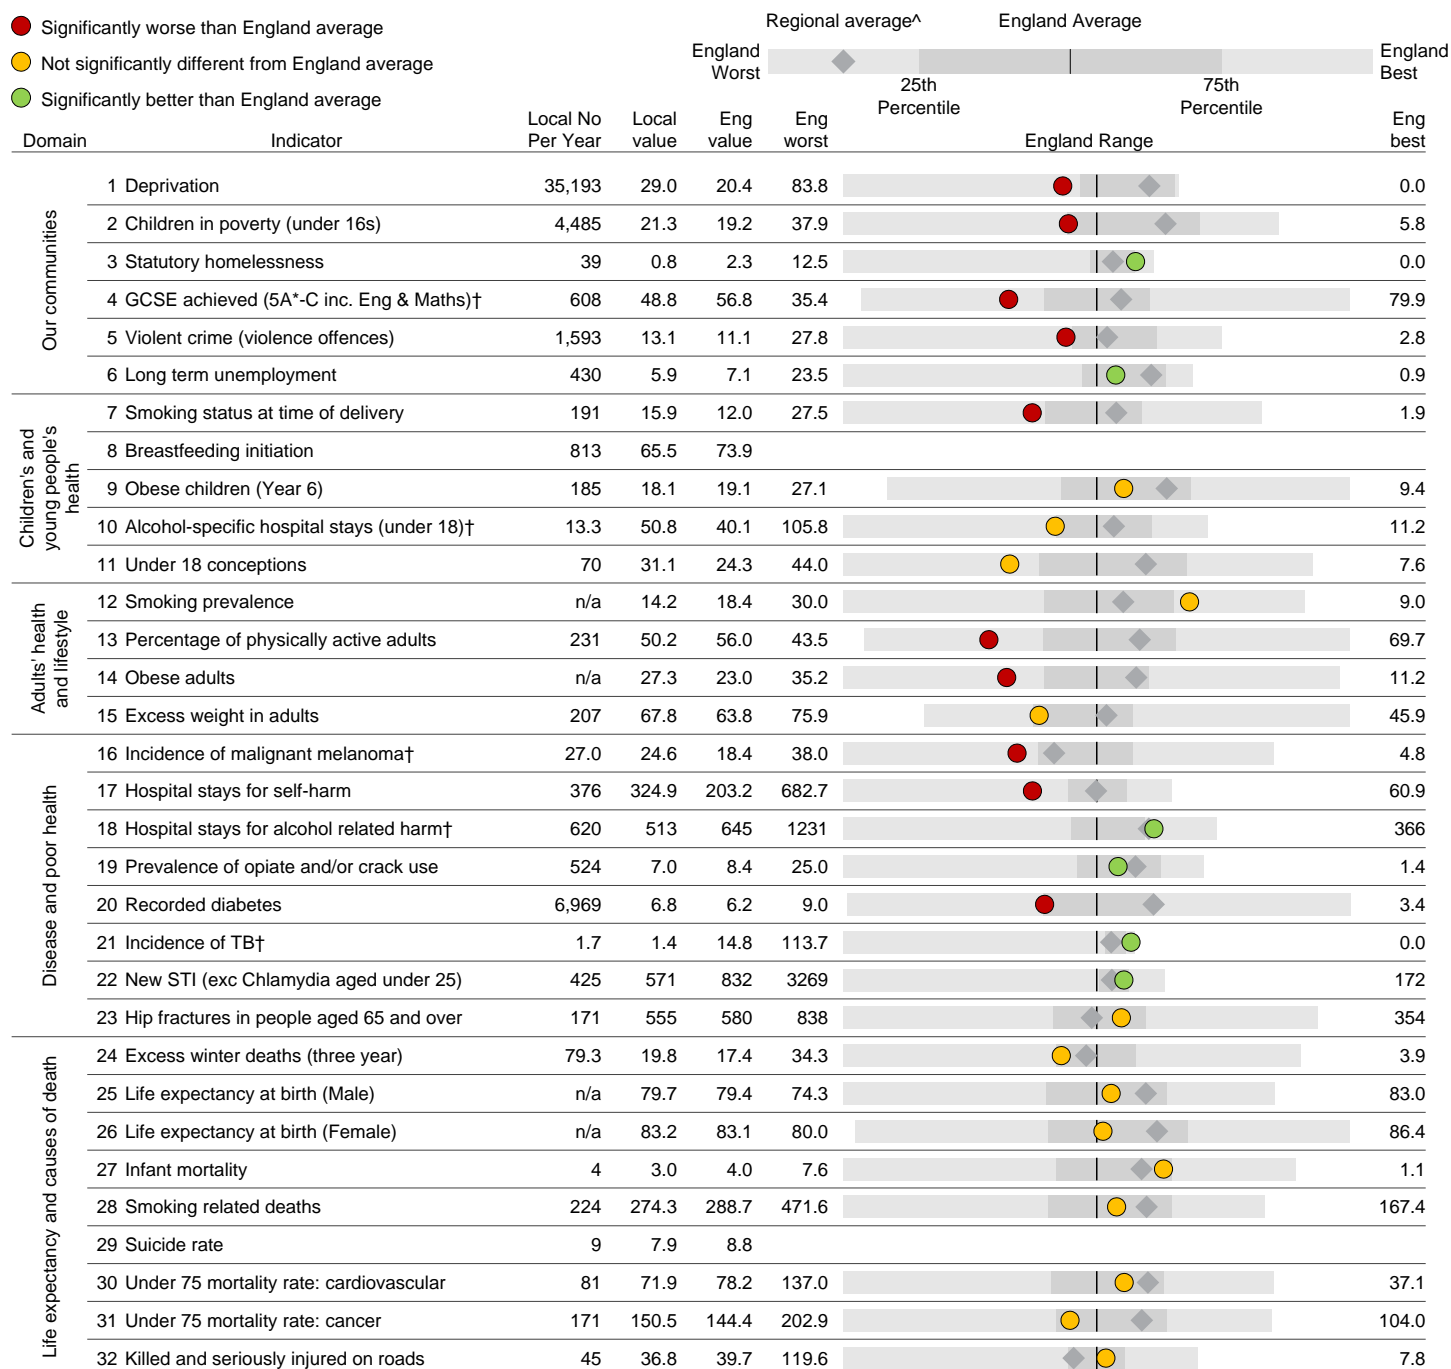 Significantly worse than England average
Not significantly different from England average
Significantly better than England average
Regional average^ England Average
England Worst
England Best
25th Percentile
75th Percentile
Domain Indicator Local No Per Year Local value Eng value Eng worst England Range Eng best
Our communities
1 Deprivation 35,193 29.0 20.4 83.8 0.0
2 Children in poverty (under 16s) 4,485 21.3 19.2 37.9 5.8
3 Statutory homelessness 39 0.8 2.3 12.5 0.0
4 GCSE achieved (5A*-C inc. Eng & Maths)† 608 48.8 56.8 35.4 79.9
5 Violent crime (violence offences) 1,593 13.1 11.1 27.8 2.8
6 Long term unemployment 430 5.9 7.1 23.5 0.9
Children's and young people's health
7 Smoking status at time of delivery 191 15.9 12.0 27.5 1.9
8 Breastfeeding initiation 813 65.5 73.9
9 Obese children (Year 6) 185 18.1 19.1 27.1 9.4
10 Alcohol-specific hospital stays (under 18)† 13.3 50.8 40.1 105.8 11.2
11 Under 18 conceptions 70 31.1 24.3 44.0 7.6
Adults' health and lifestyle
12 Smoking prevalence n/a 14.2 18.4 30.0 9.0
13 Percentage of physically active adults 231 50.2 56.0 43.5 69.7
14 Obese adults n/a 27.3 23.0 35.2 11.2
15 Excess weight in adults 207 67.8 63.8 75.9 45.9
Disease and poor health
16 Incidence of malignant melanoma† 27.0 24.6 18.4 38.0 4.8
17 Hospital stays for self-harm 376 324.9 203.2 682.7 60.9
18 Hospital stays for alcohol related harm† 620 513 645 1231 366
19 Prevalence of opiate and/or crack use 524 7.0 8.4 25.0 1.4
20 Recorded diabetes 6,969 6.8 6.2 9.0 3.4
21 Incidence of TB† 1.7 1.4 14.8 113.7 0.0
22 New STI (exc Chlamydia aged under 25) 425 571 832 3269 172
23 Hip fractures in people aged 65 and over 171 555 580 838 354
Life expectancy and causes of death
24 Excess winter deaths (three year) 79.3 19.8 17.4 34.3 3.9
25 Life expectancy at birth (Male) n/a 79.7 79.4 74.3 83.0
26 Life expectancy at birth (Female) n/a 83.2 83.1 80.0 86.4
27 Infant mortality 4 3.0 4.0 7.6 1.1
28 Smoking related deaths 224 274.3 288.7 471.6 167.4
29 Suicide rate 9 7.9 8.8
30 Under 75 mortality rate: cardiovascular 81 71.9 78.2 137.0 37.1
31 Under 75 mortality rate: cancer 171 150.5 144.4 202.9 104.0
32 Killed and seriously injured on roads 45 36.8 39.7 119.6 7.8